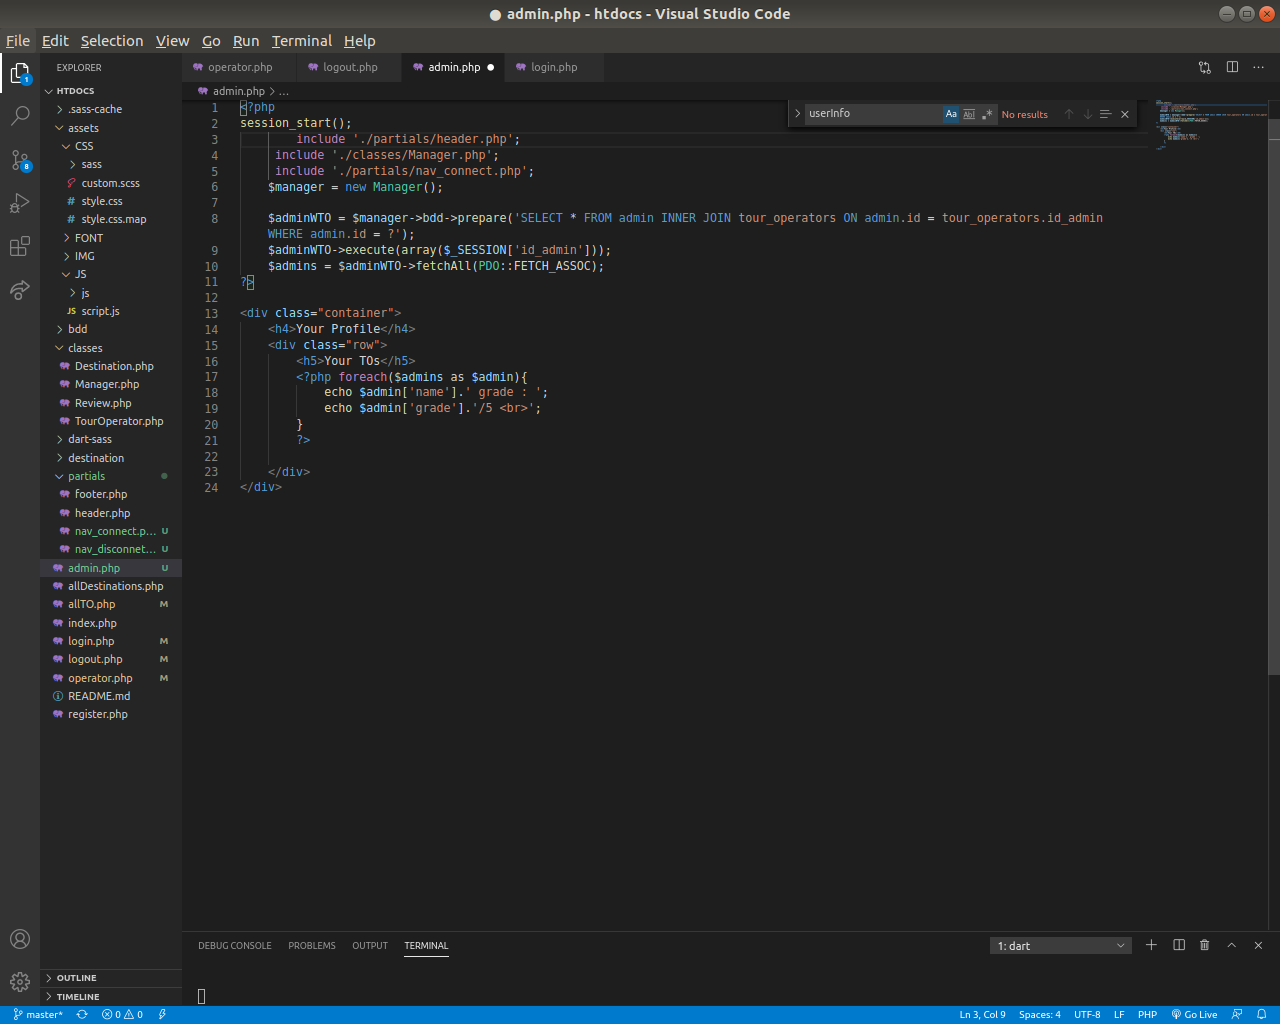 ● admin.php - htdocs - Visual Studio Code
File Edit Selection View Go Run Terminal Help
EXPLORER
operator.php logout.php admin.php ● login.php
HTDOCS
admin.php > ...
.sass-cache
assets
CSS
sass
custom.scss
# style.css
# style.css.map
FONT
IMG
JS
js
JS script.js
bdd
classes
Destination.php
Manager.php
Review.php
TourOperator.php
dart-sass
destination
partials
footer.php
header.php
nav_connect.p... U
nav_disconnet... U
admin.php U
allDestinations.php
allTO.php M
index.php
login.php M
logout.php M
operator.php M
README.md
register.php
OUTLINE
TIMELINE
1
8
userInfo Aa Abl .* No results
1 <?php
2 session_start();
3 include './partials/header.php';
4 include './classes/Manager.php';
5 include './partials/nav_connect.php';
6 $manager = new Manager();
7
8 $adminWTO = $manager->bdd->prepare('SELECT * FROM admin INNER JOIN tour_operators ON admin.id = tour_operators.id_admin
WHERE admin.id = ?');
9 $adminWTO->execute(array($_SESSION['id_admin']));
10 $admins = $adminWTO->fetchAll(PDO::FETCH_ASSOC);
11 ?>
12
13 <div class="container">
14 <h4>Your Profile</h4>
15 <div class="row">
16 <h5>Your TOs</h5>
17 <?php foreach($admins as $admin){
18 echo $admin['name'].' grade : ';
19 echo $admin['grade'].'/5 <br>';
20 }
21 ?>
22
23 </div>
24 </div>
DEBUG CONSOLE PROBLEMS OUTPUT TERMINAL
1: dart
master* 0 0 Ln 3, Col 9 Spaces: 4 UTF-8 LF PHP Go Live